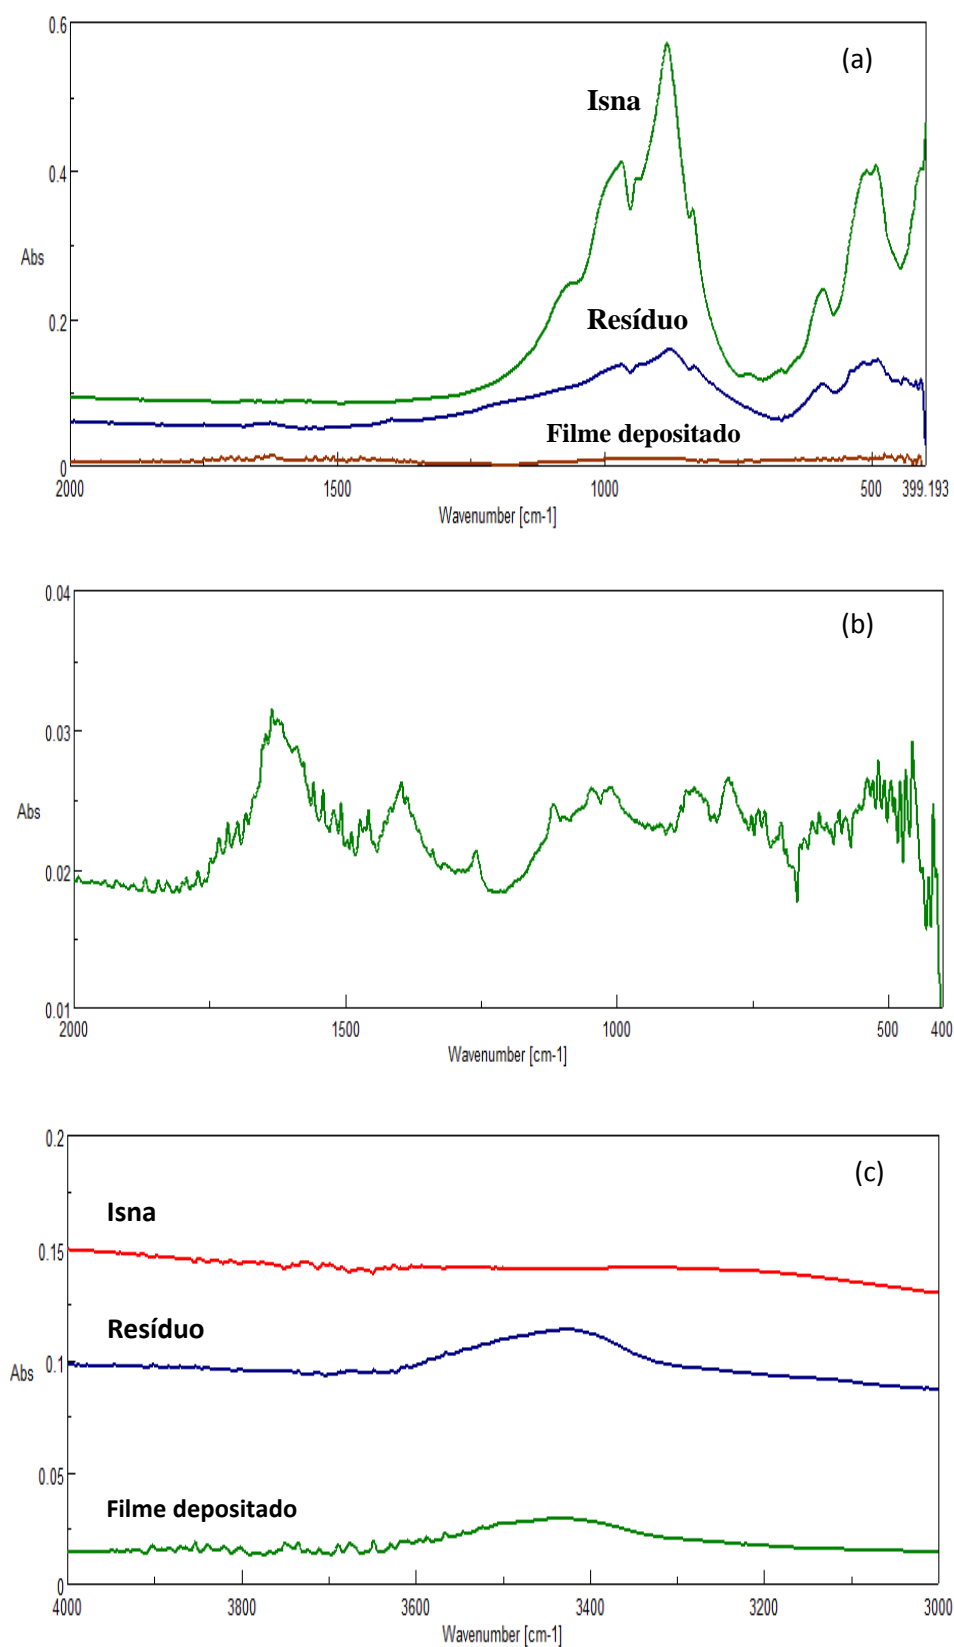 0.6
(a)
Isna
0.4
Abs
Resíduo
0.2
Filme depositado
0
2000 1500 1000 500 399.193
Wavenumber [cm-1]
0.04
(b)
0.03
Abs
0.02
0.01
2000 1500 1000 500 400
Wavenumber [cm-1]
0.2
(c)
Isna
0.15
Resíduo
Abs 0.1
0.05
Filme depositado
0
4000 3800 3600 3400 3200 3000
Wavenumber [cm-1]